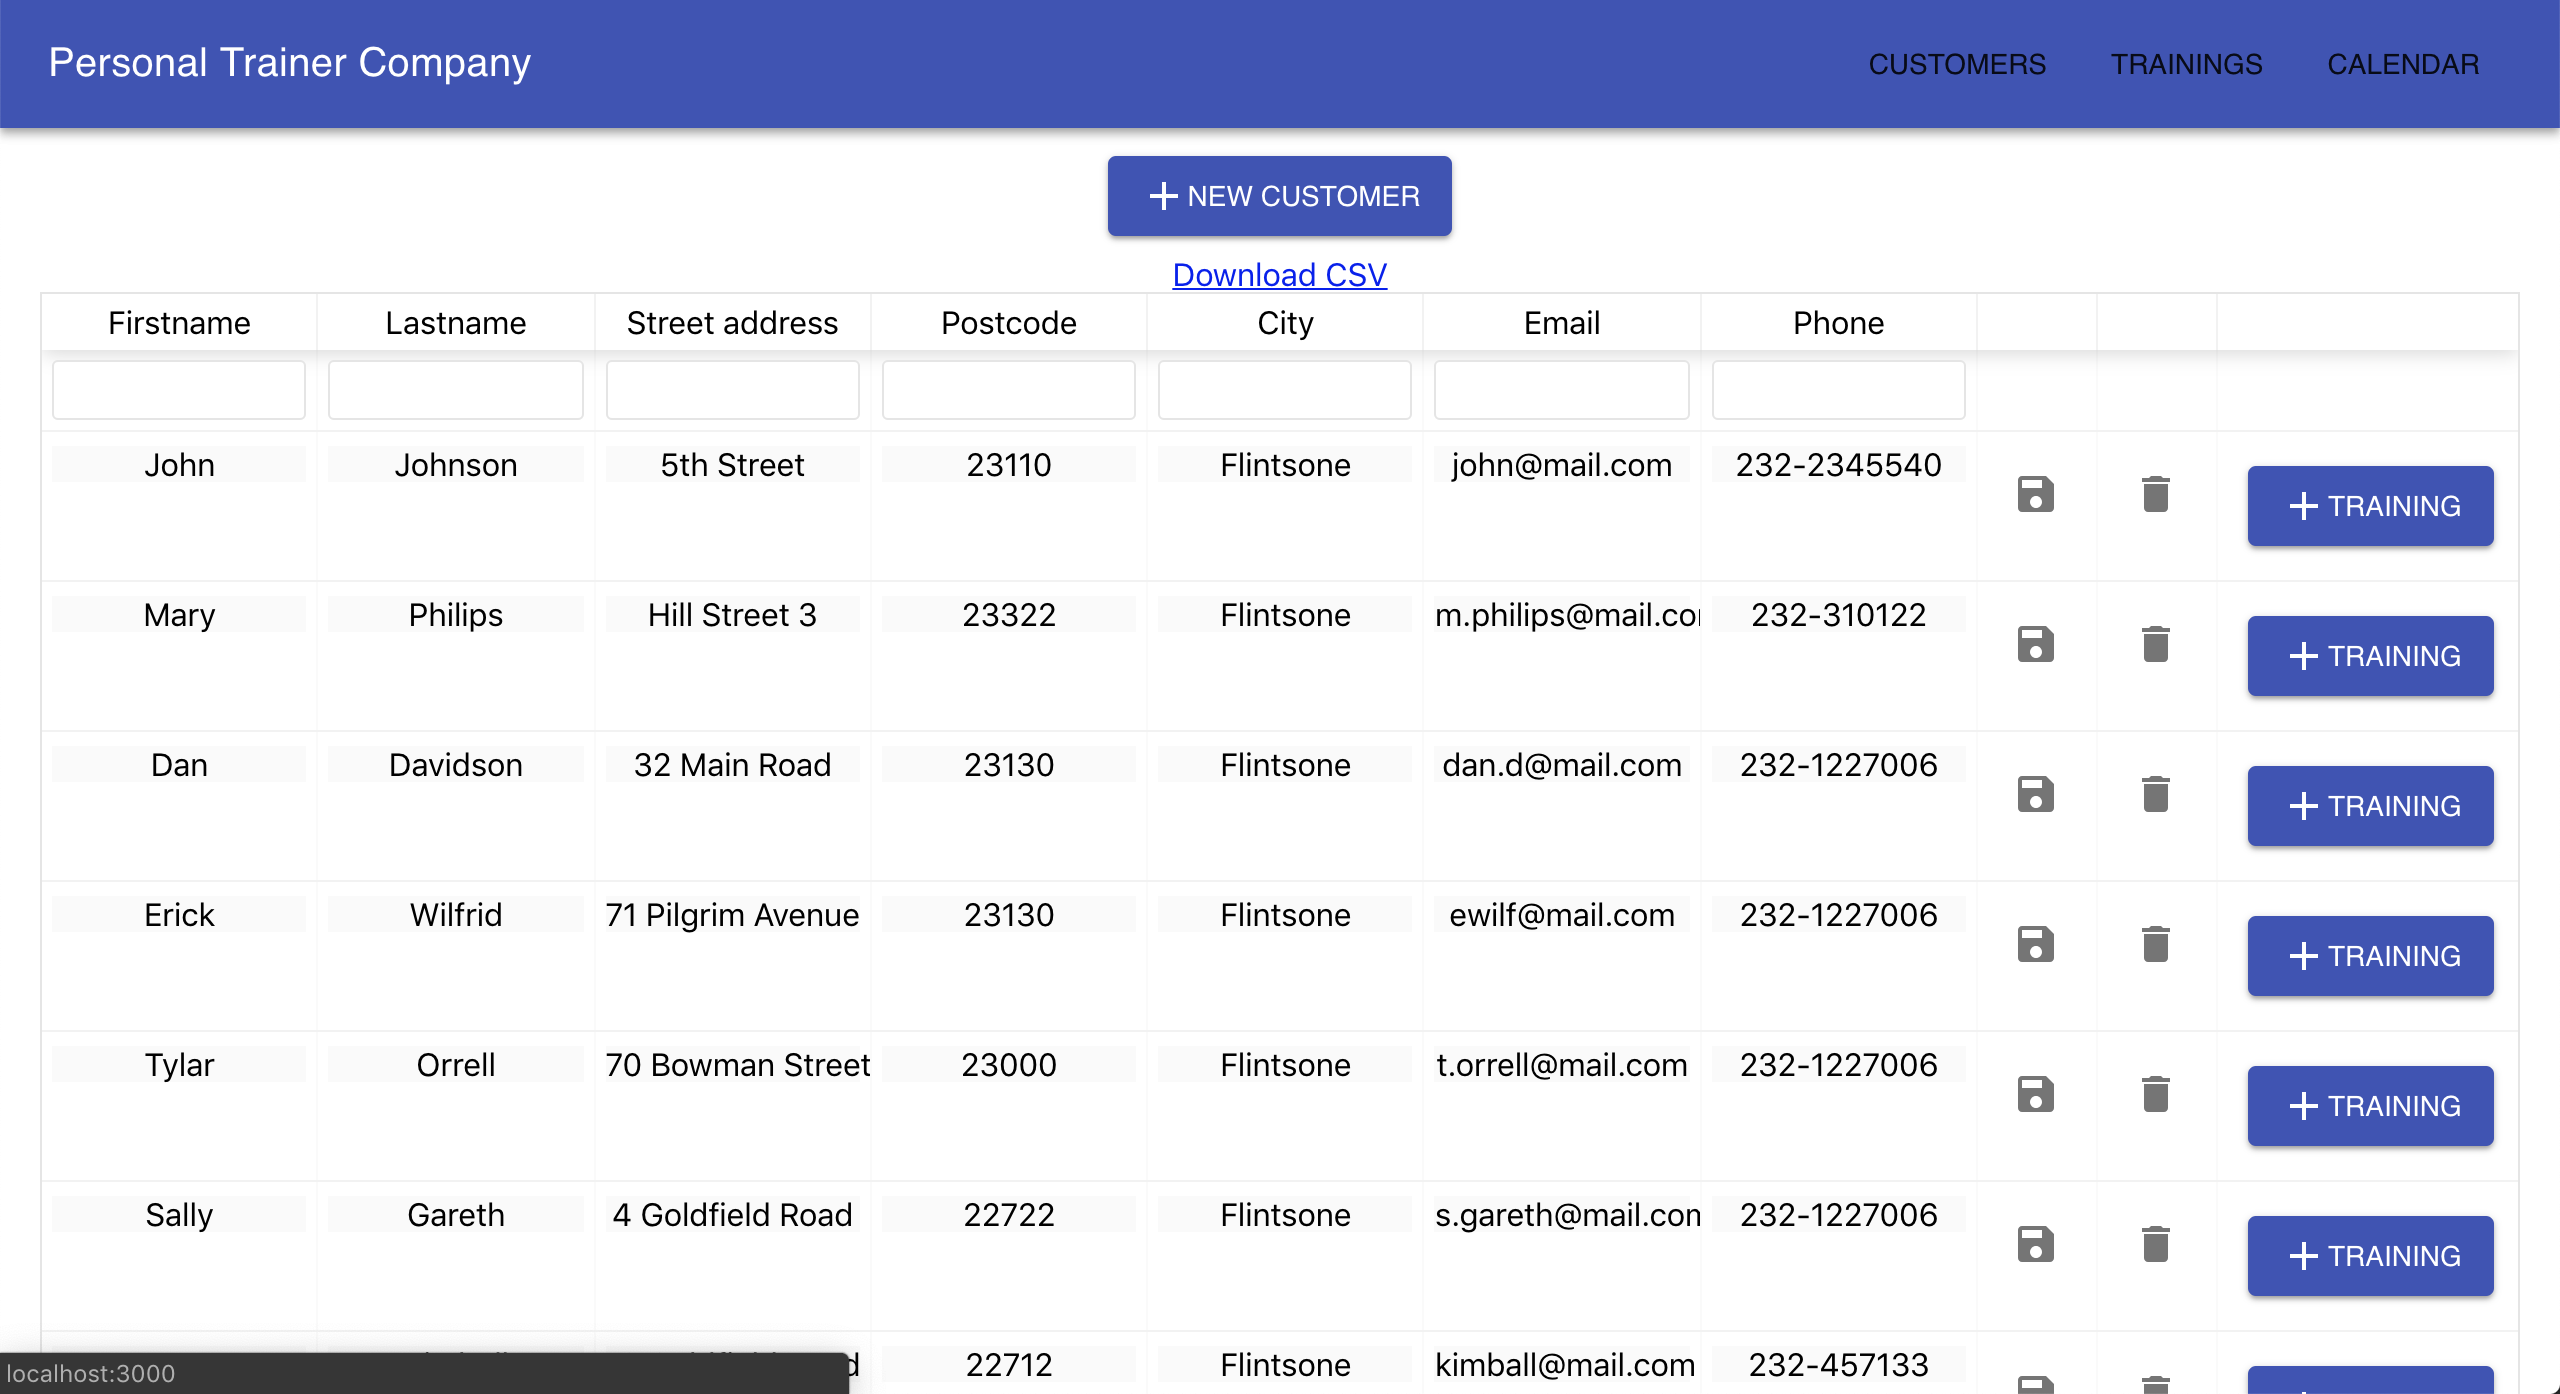 Personal Trainer Company CUSTOMERS TRAININGS CALENDAR
NEW CUSTOMER
Download CSV
Firstname Lastname Street address Postcode City Email Phone
John Johnson 5th Street 23110 Flintsone john@mail.com 232-2345540
TRAINING
Mary Philips Hill Street 3 23322 Flintsone m.philips@mail.co 232-310122
TRAINING
Dan Davidson 32 Main Road 23130 Flintsone dan.d@mail.com 232-1227006
TRAINING
Erick Wilfrid 71 Pilgrim Avenue 23130 Flintsone ewilf@mail.com 232-1227006
TRAINING
Tylar Orrell 70 Bowman Street 23000 Flintsone t.orrell@mail.com 232-1227006
TRAINING
Sally Gareth 4 Goldfield Road 22722 Flintsone s.gareth@mail.com 232-1227006
TRAINING
22712 Flintsone kimball@mail.com 232-457133
localhost:3000